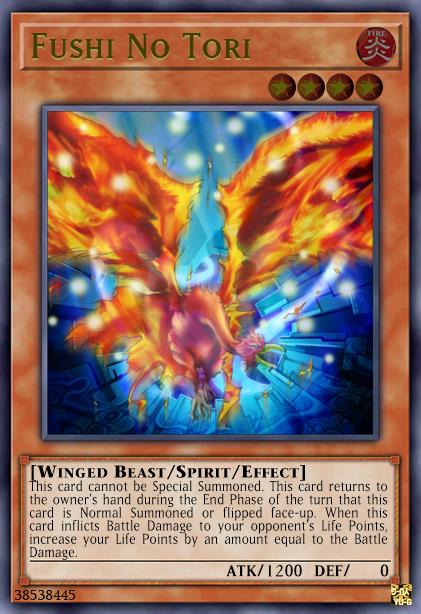 FUSHI NO TORI
FIRE
炎
[WINGED BEAST/SPIRIT/EFFECT]
This card cannot be Special Summoned. This card returns to
the owner's hand during the End Phase of the turn that this
card is Normal Summoned or flipped face-up. When this
card inflicts Battle Damage to your opponent's Life Points,
increase your Life Points by an amount equal to the Battle
Damage.
ATK/1200 DEF/ 0
38538445